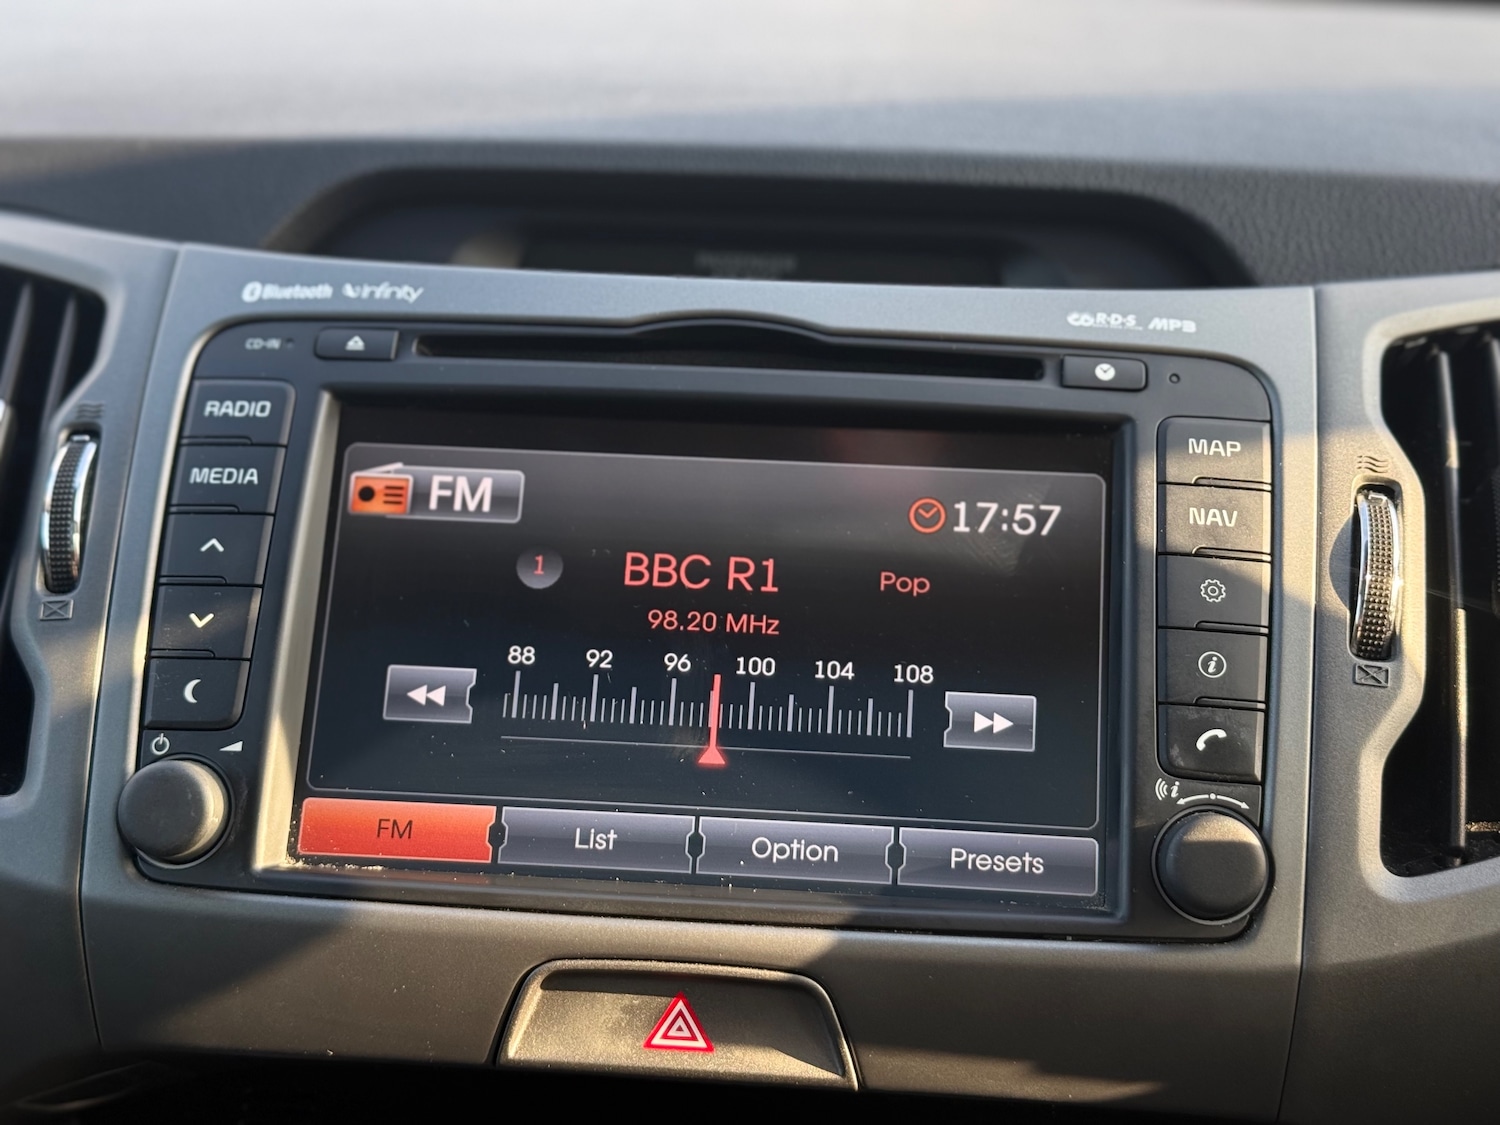 Bluetooth Infinity
R·D·S MP3
CD-IN
RADIO
MEDIA
MAP
NAV
FM
17:57
1
BBC R1
Pop
98.20 MHz
88 92 96 100 104 108
FM
List
Option
Presets